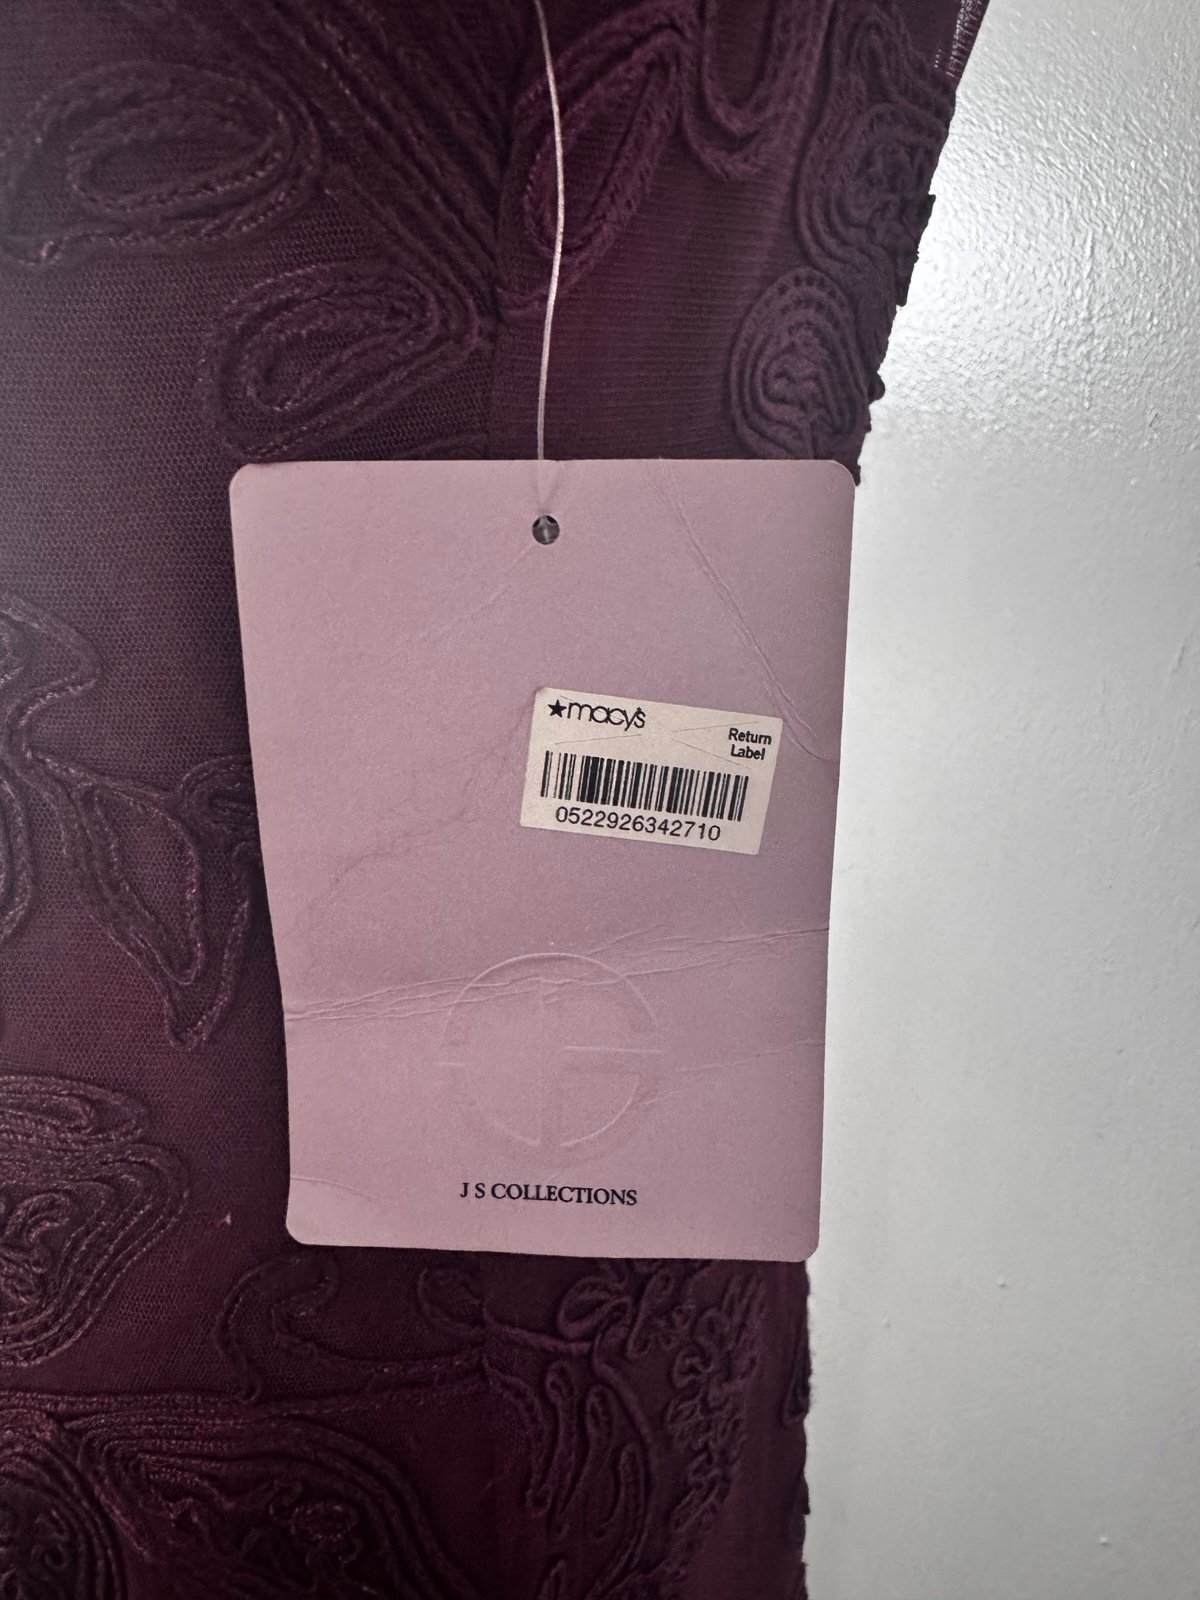 ★macy's
Return
Label
0522926342710
J S COLLECTIONS